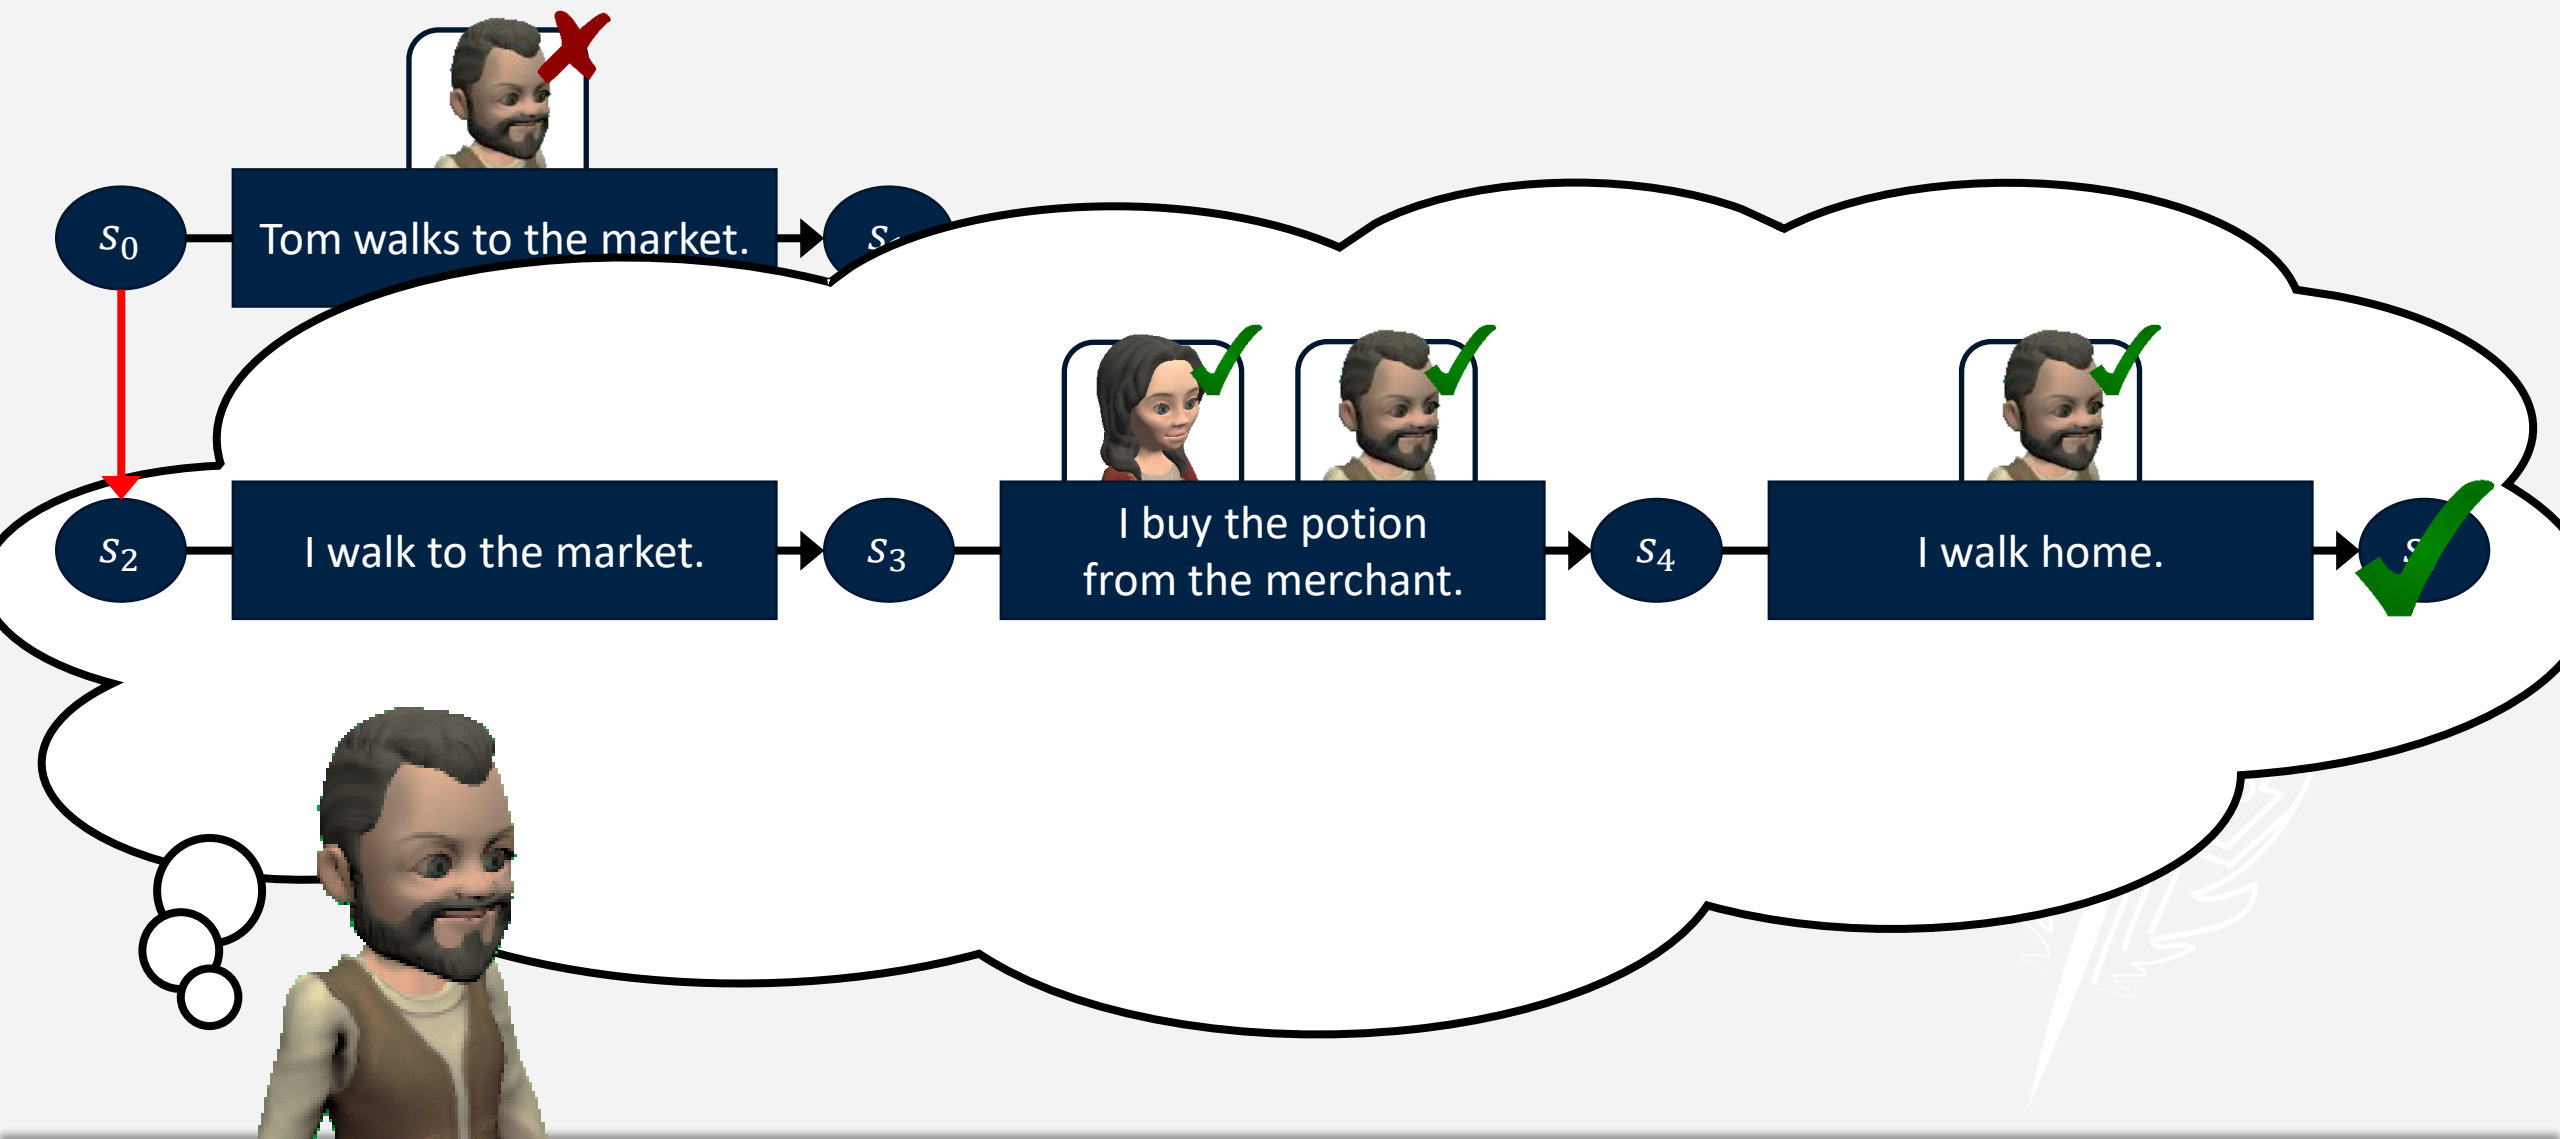 s0
Tom walks to the market.
s2
I walk to the market.
s3
I buy the potion
from the merchant.
s4
I walk home.